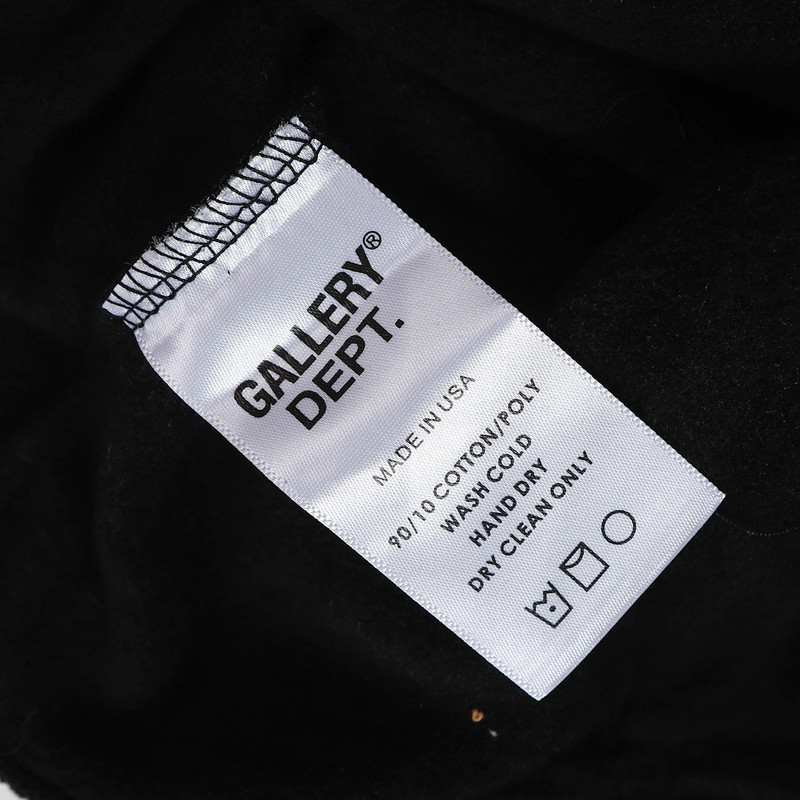 GALLERY®
DEPT.
MADE IN USA
90/10 COTTON/POLY
WASH COLD
HAND DRY
DRY CLEAN ONLY